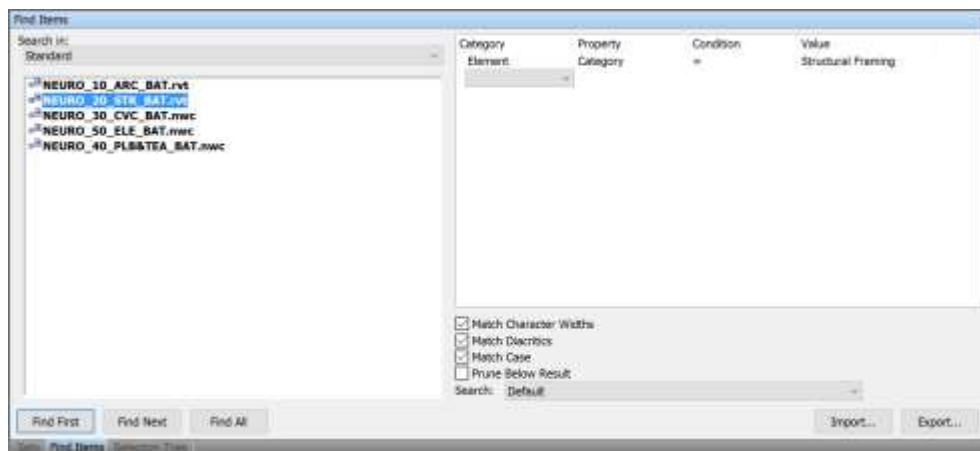 Find Items
Search in:
Standard
NEURO_10_ARC_BAT.rvt
NEURO_20_STK_BAT.rvt
NEURO_30_CVC_BAT.nwc
NEURO_50_ELE_BAT.nwc
NEURO_40_PLB&TEA_BAT.nwc
Category Property Condition Value
Element Category = Structural Framing
Match Character Widths
Match Diacritics
Match Case
Prune Below Result
Search: Default
Find First Find Next Find All Import... Export...
Sets Find Items Selection Tree